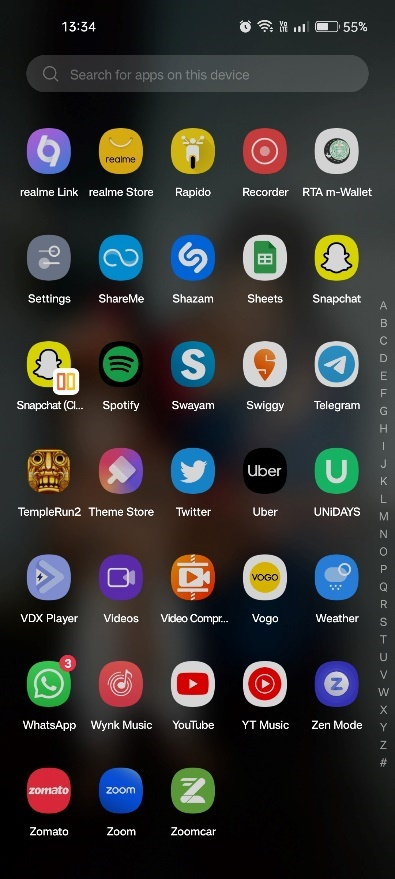 13:34
Vo LTE
55%
Search for apps on this device
realme
realme Link realme Store Rapido Recorder RTA m-Wallet
Settings ShareMe Shazam Sheets Snapchat
S
Snapchat (Cl... Spotify Swayam Swiggy Telegram
Uber
U
TempleRun2 Theme Store Twitter Uber UNiDAYS
VOGO
VDX Player Videos Video Compr... Vogo Weather
3
Z
WhatsApp Wynk Music YouTube YT Music Zen Mode
zomato zoom Z
Zomato Zoom Zoomcar
A
B
C
D
E
F
G
H
I
J
K
L
M
N
O
P
Q
R
S
T
U
V
W
X
Y
Z
#